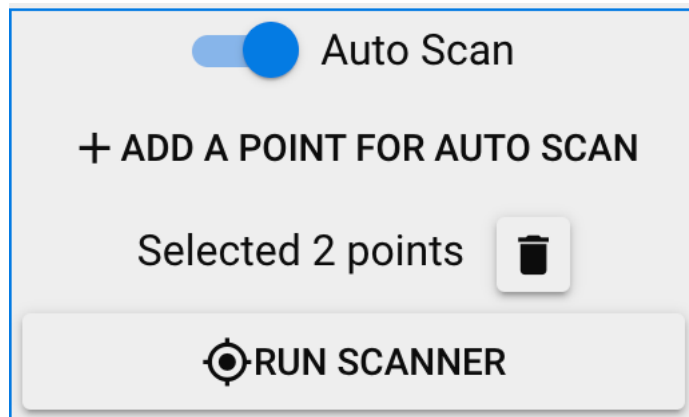 Auto Scan
+ ADD A POINT FOR AUTO SCAN
Selected 2 points
RUN SCANNER